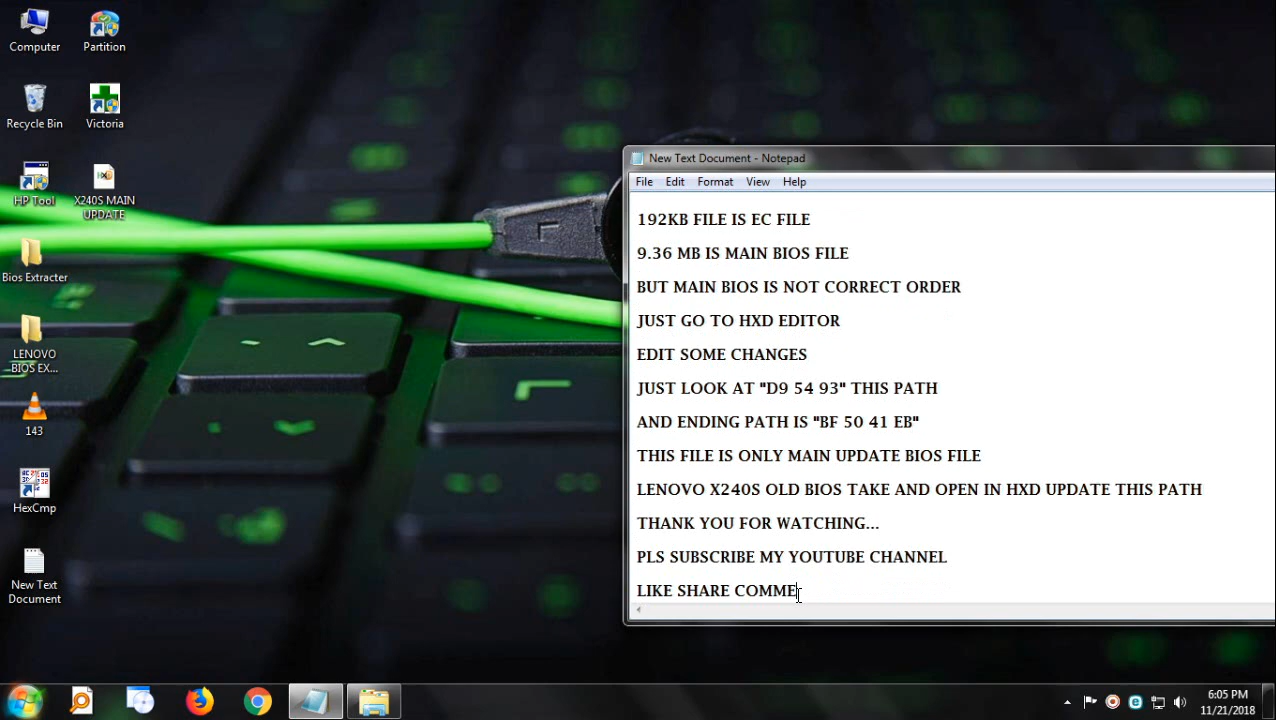 Computer
Partition
Recycle Bin
Victoria
HP Tool
X240S MAIN
UPDATE
Bios Extracter
LENOVO
BIOS EX...
143
HexCmp
New Text
Document
New Text Document - Notepad
File Edit Format View Help
192KB FILE IS EC FILE
9.36 MB IS MAIN BIOS FILE
BUT MAIN BIOS IS NOT CORRECT ORDER
JUST GO TO HXD EDITOR
EDIT SOME CHANGES
JUST LOOK AT "D9 54 93" THIS PATH
AND ENDING PATH IS "BF 50 41 EB"
THIS FILE IS ONLY MAIN UPDATE BIOS FILE
LENOVO X240S OLD BIOS TAKE AND OPEN IN HXD UPDATE THIS PATH
THANK YOU FOR WATCHING...
PLS SUBSCRIBE MY YOUTUBE CHANNEL
LIKE SHARE COMME
6:05 PM
11/21/2018